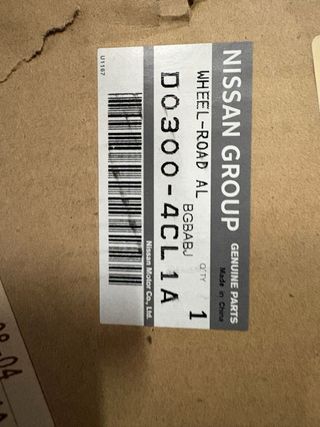 NISSAN GROUP GENUINE PARTS
Made in China
WHEEL-ROAD AL
Q'TY
BGBABJ 1
D0300-4CL1A
Nissan Motor Co., Ltd.
U1167